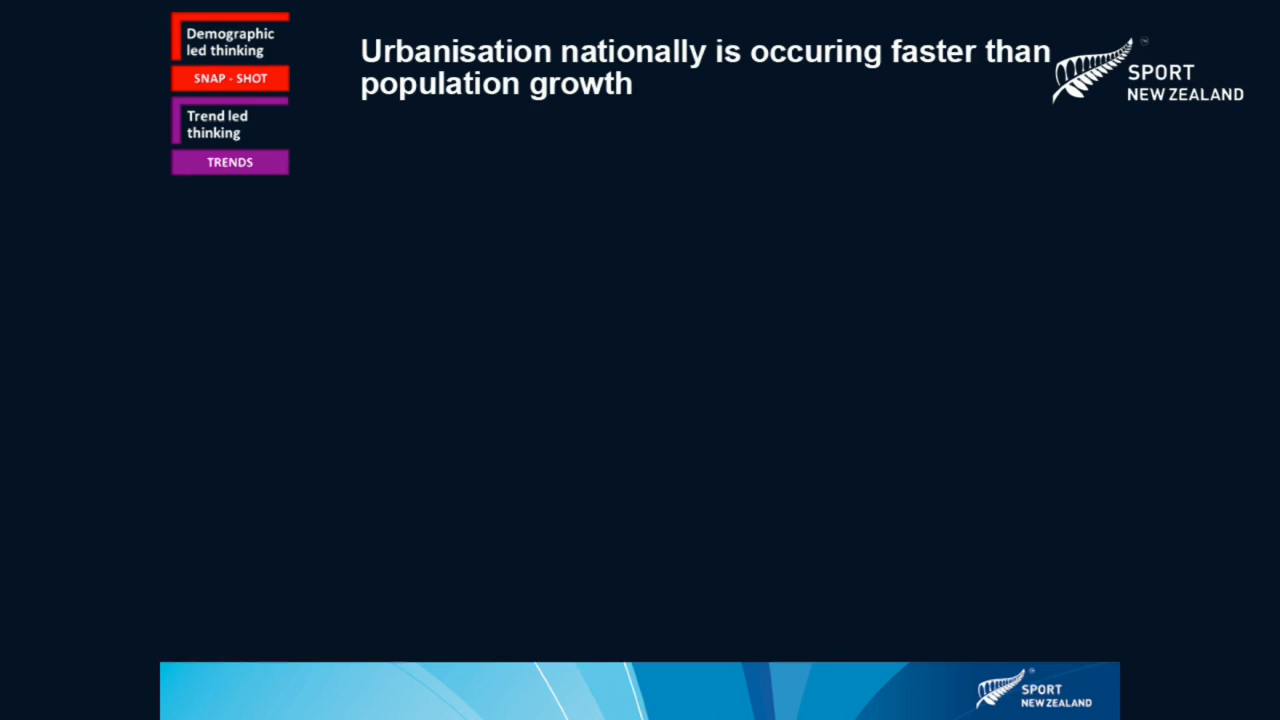 Demographic
led thinking
SNAP - SHOT
Trend led
thinking
TRENDS
Urbanisation nationally is occuring faster than
population growth
SPORT
NEW ZEALAND
SPORT
NEW ZEALAND